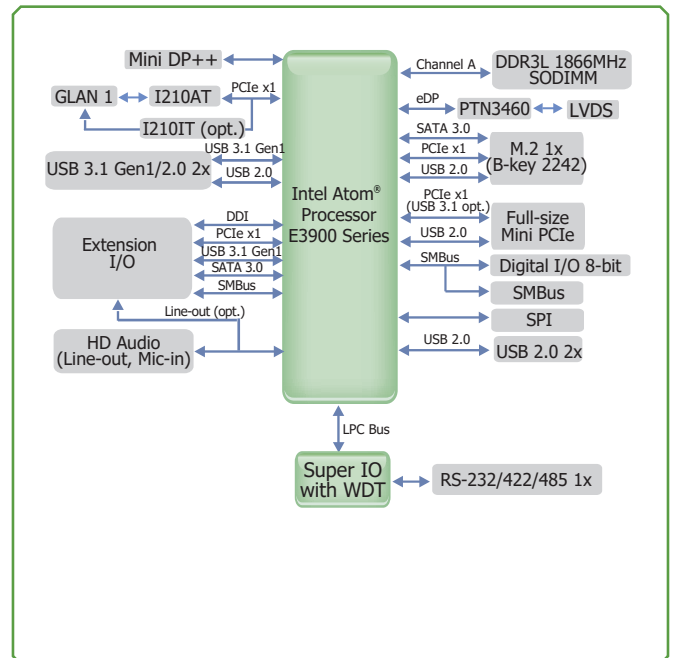 Mini DP++
GLAN 1
I210AT
PCIe x1
I210IT (opt.)
USB 3.1 Gen1/2.0 2x
USB 3.1 Gen1
USB 2.0
Extension
I/O
DDI
PCIe x1
USB 3.1 Gen1
SATA 3.0
SMBus
Line-out (opt.)
HD Audio
(Line-out, Mic-in)
Intel Atom®
Processor
E3900 Series
Channel A
DDR3L 1866MHz
SODIMM
eDP
PTN3460
LVDS
SATA 3.0
PCIe x1
USB 2.0
M.2 1x
(B-key 2242)
PCIe x1
(USB 3.1 opt.)
USB 2.0
Full-size
Mini PCIe
SMBus
Digital I/O 8-bit
SMBus
SPI
USB 2.0
USB 2.0 2x
LPC Bus
Super IO
with WDT
RS-232/422/485 1x